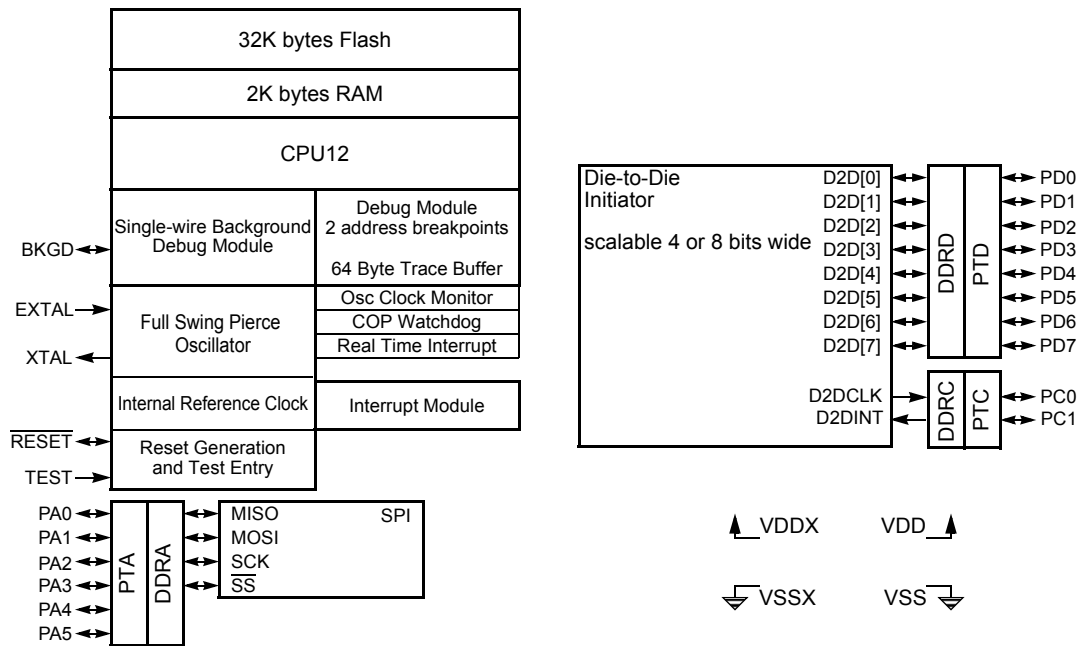 32K bytes Flash
2K bytes RAM
CPU12
Single-wire Background
Debug Module
Debug Module
2 address breakpoints
64 Byte Trace Buffer
BKGD
EXTAL
XTAL
Full Swing Pierce
Oscillator
Osc Clock Monitor
COP Watchdog
Real Time Interrupt
Internal Reference Clock
Interrupt Module
RESET
TEST
Reset Generation
and Test Entry
PA0
PA1
PA2
PA3
PA4
PA5
PTA
DDRA
MISO
MOSI
SCK
SS
SPI
Die-to-Die
Initiator
scalable 4 or 8 bits wide
D2D[0]
D2D[1]
D2D[2]
D2D[3]
D2D[4]
D2D[5]
D2D[6]
D2D[7]
D2DCLK
D2DINT
DDRD
PTD
PD0
PD1
PD2
PD3
PD4
PD5
PD6
PD7
DDRC
PTC
PC0
PC1
VDDX
VDD
VSSX
VSS